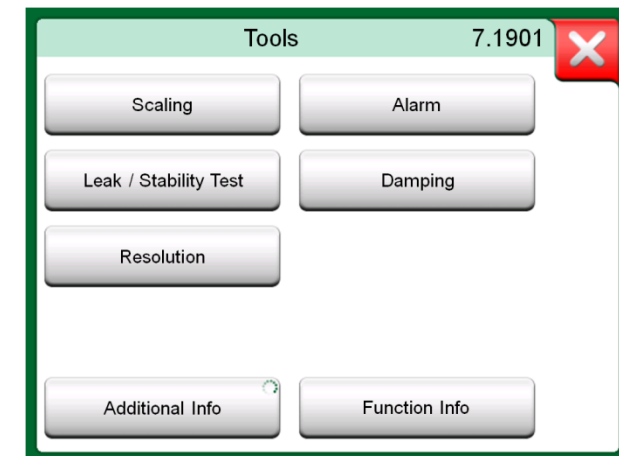 Tools 7.1901
Scaling Alarm
Leak / Stability Test Damping
Resolution
Additional Info Function Info